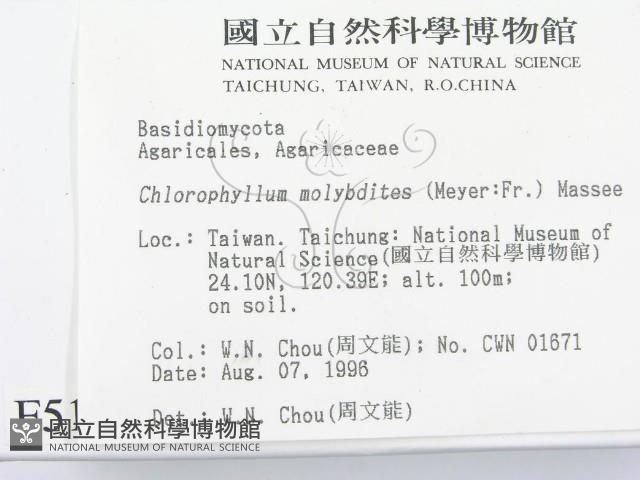 國立自然科學博物館
NATIONAL MUSEUM OF NATURAL SCIENCE
TAICHUNG, TAIWAN, R.O.CHINA
Basidiomycota
Agaricales, Agaricaceae
Chlorophyllum molybdites (Meyer:Fr.) Massee
Loc.: Taiwan. Taichung: National Museum of
Natural Science(國立自然科學博物館)
24.10N, 120.39E; alt. 100m;
on soil.
Col.: W.N. Chou(周文能); No. CWN 01671
Date: Aug. 07, 1996
Det.: W.N. Chou(周文能)
國立自然科學博物館
NATIONAL MUSEUM OF NATURAL SCIENCE